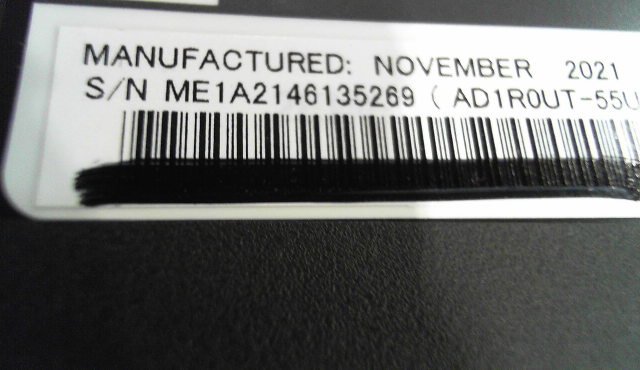 MANUFACTURED: NOVEMBER 2021
S/N ME1A2146135269 ( AD1R0UT-55U